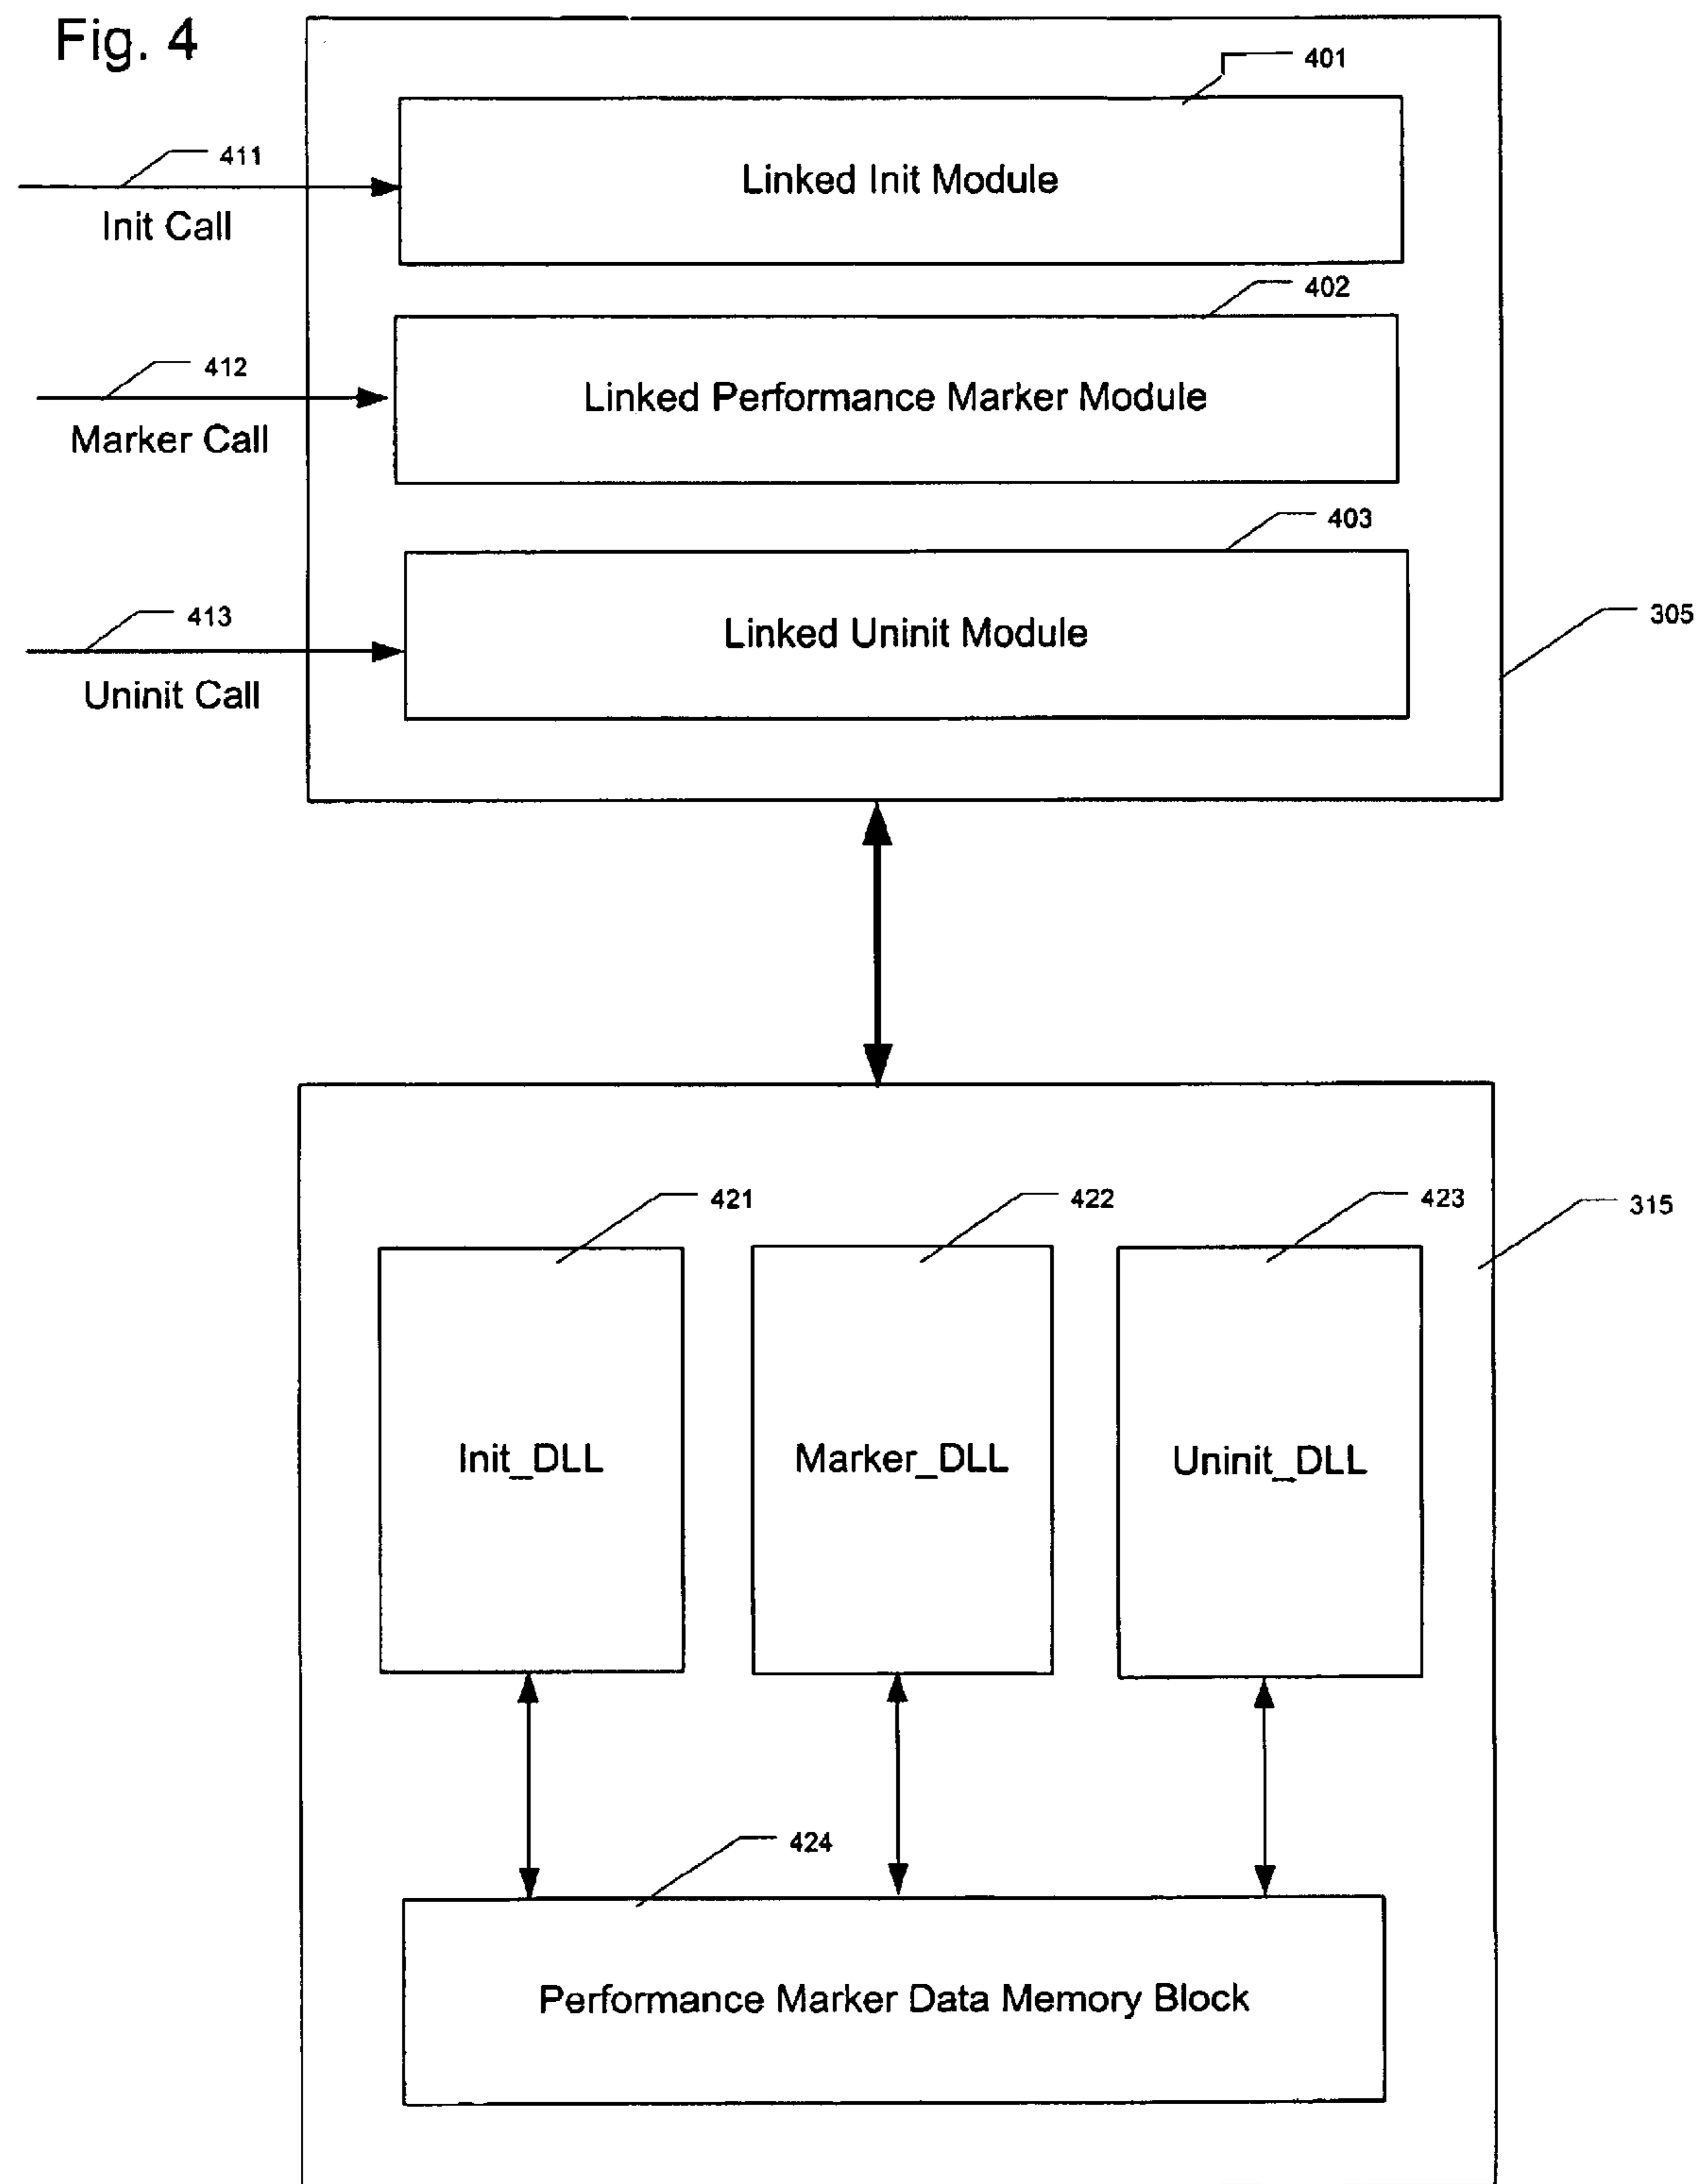 Fig. 4
401
411
Linked Init Module
Init Call
402
412
Linked Performance Marker Module
Marker Call
403
413
305
Linked Uninit Module
Uninit Call
421
422
423
315
Init_DLL
Marker_DLL
Uninit_DLL
424
Performance Marker Data Memory Block